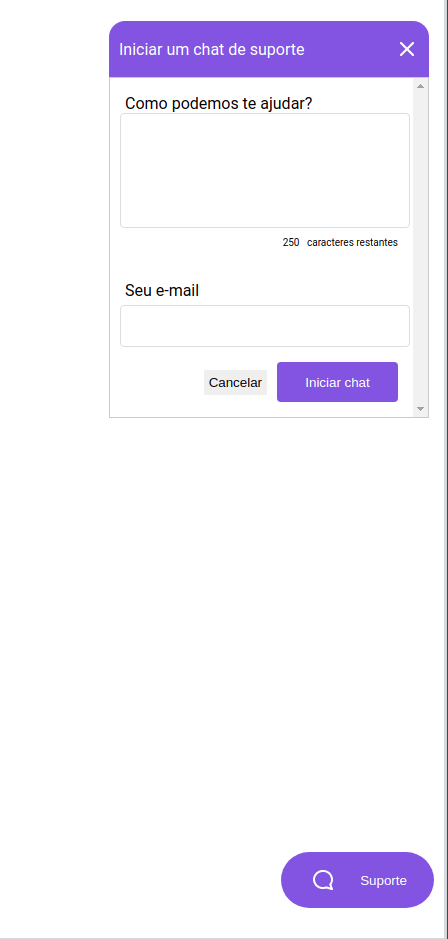 Iniciar um chat de suporte
Como podemos te ajudar?
250 caracteres restantes
Seu e-mail
Cancelar
Iniciar chat
Suporte